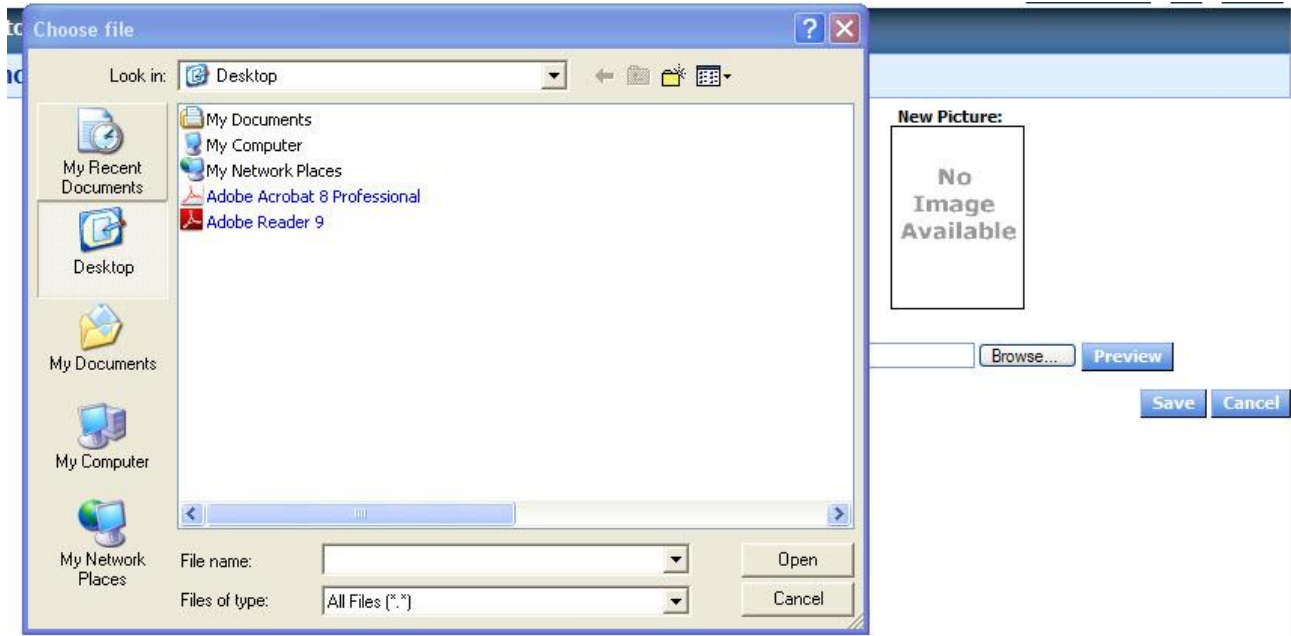 Choose file
Look in: Desktop
My Recent
Documents
Desktop
My Documents
My Computer
My Network
Places
My Documents
My Computer
My Network Places
Adobe Acrobat 8 Professional
Adobe Reader 9
File name:
Open
Files of type: All Files (*.*)
Cancel
New Picture:
No
Image
Available
Browse... Preview
Save Cancel